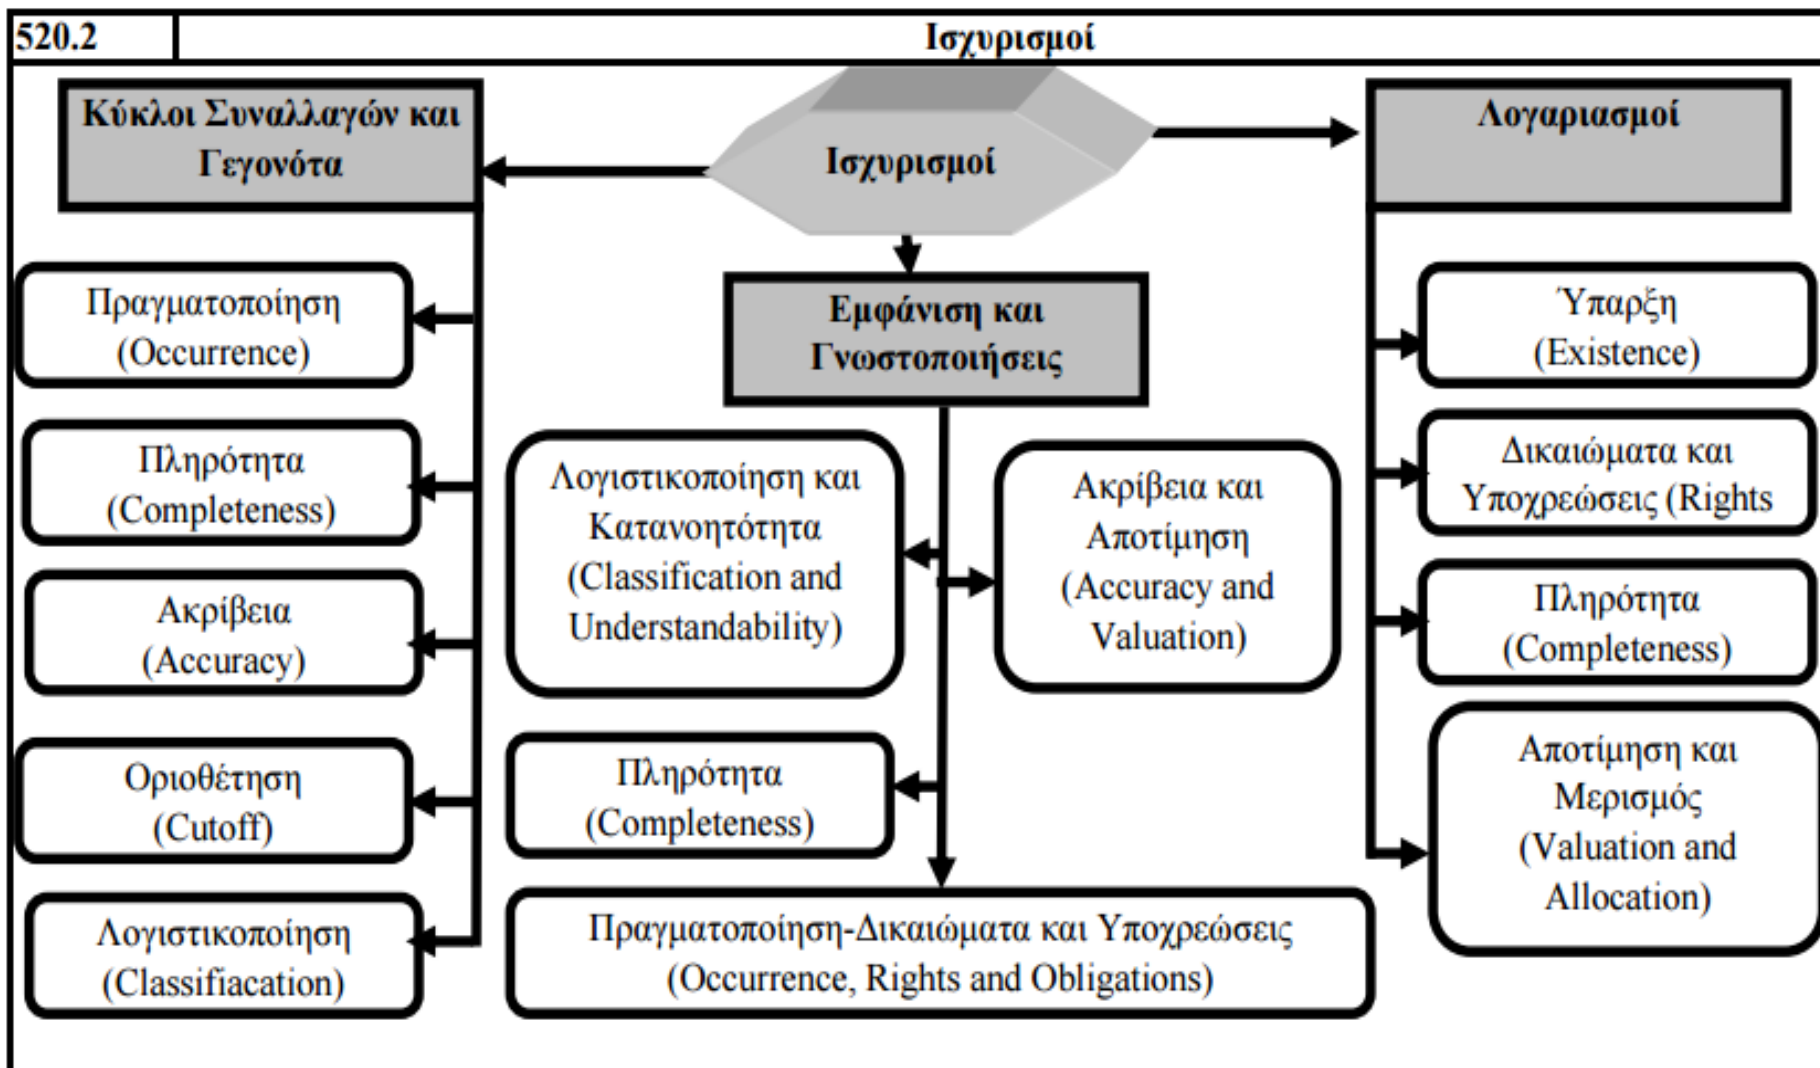 520.2
Ισχυρισμοί
Κύκλοι Συναλλαγών και
Γεγονότα
Ισχυρισμοί
Λογαριασμοί
Εμφάνιση και
Γνωστοποιήσεις
Πραγματοποίηση
(Occurrence)
Πληρότητα
(Completeness)
Ακρίβεια
(Accuracy)
Οριοθέτηση
(Cutoff)
Λογιστικοποίηση
(Classifiacation)
Λογιστικοποίηση και
Κατανοητότητα
(Classification and
Understandability)
Ακρίβεια και
Αποτίμηση
(Accuracy and
Valuation)
Πληρότητα
(Completeness)
Πραγματοποίηση-Δικαιώματα και Υποχρεώσεις
(Occurrence, Rights and Obligations)
Ύπαρξη
(Existence)
Δικαιώματα και
Υποχρεώσεις (Rights
Πληρότητα
(Completeness)
Αποτίμηση και
Μερισμός
(Valuation and
Allocation)